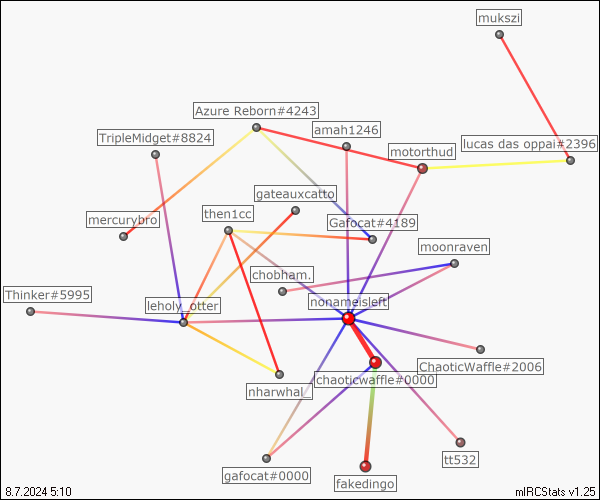 mukszi
Azure Reborn#4243
amah1246
TripleMidget#8824
motorthud
lucas das oppai#2396
gateauxcatto
then1cc
mercurybro
Gafocat#4189
moonraven
chobham.
Thinker#5995
leholy_otter
nonameisleft
ChaoticWaffle#2006
chaoticwaffle#0000
nharwhal_
tt532
gafocat#0000
fakedingo
8.7.2024 5:10
mIRCStats v1.25